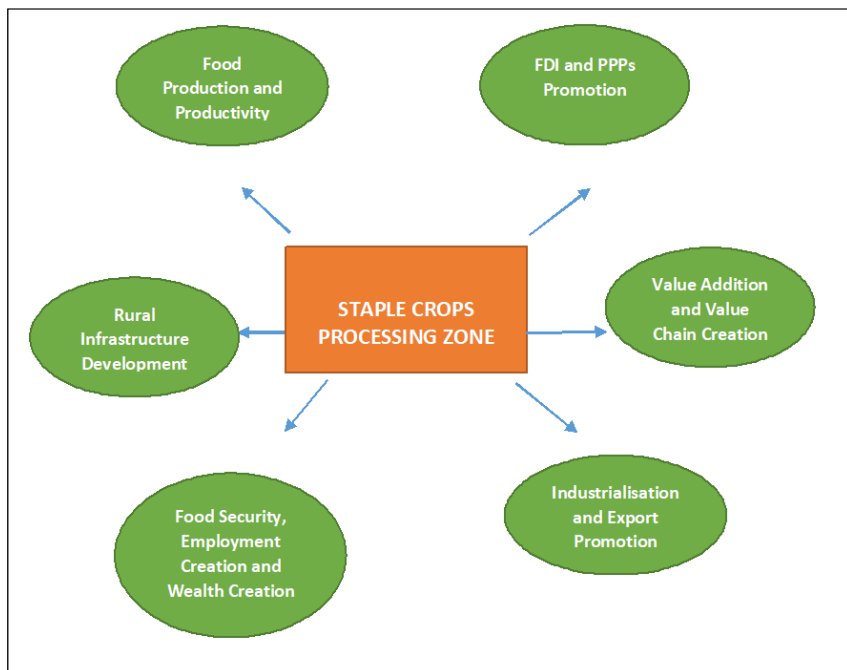 Food
Production and
Productivity
FDI and PPPs
Promotion
STAPLE CROPS
PROCESSING ZONE
Rural
Infrastructure
Development
Value Addition
and Value
Chain Creation
Food Security,
Employment
Creation and
Wealth Creation
Industrialisation
and Export
Promotion